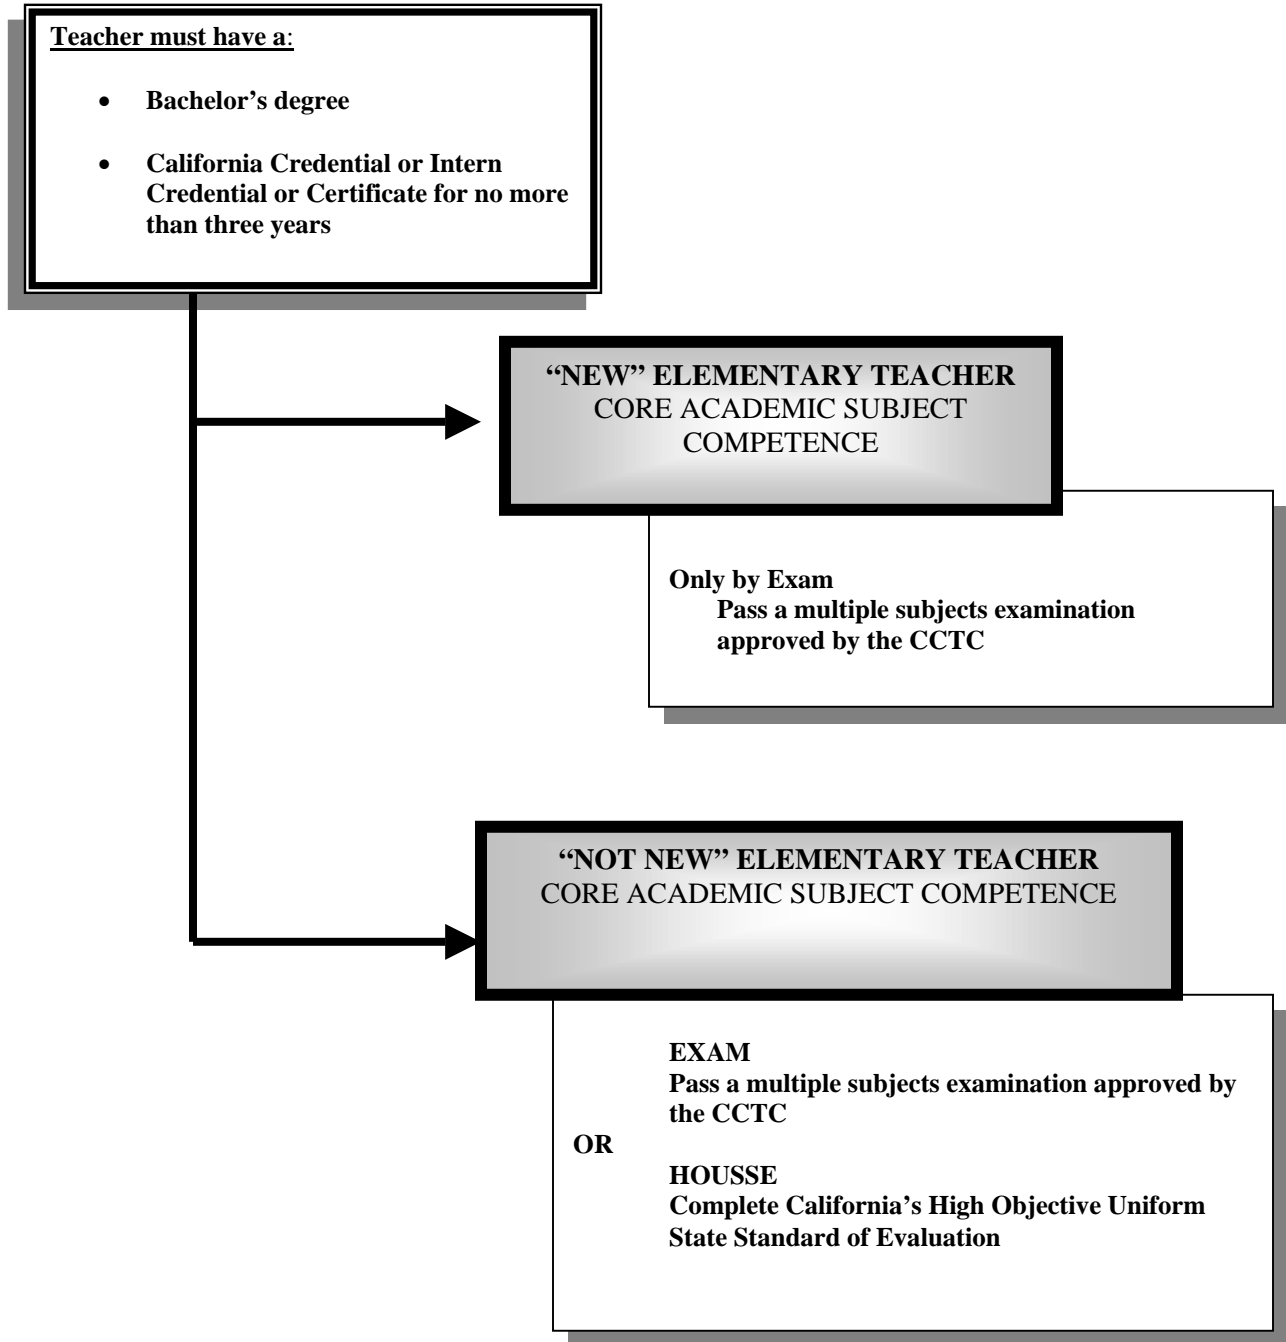 Teacher must have a:
• Bachelor’s degree
• California Credential or Intern
Credential or Certificate for no more
than three years
“NEW” ELEMENTARY TEACHER
CORE ACADEMIC SUBJECT
COMPETENCE
Only by Exam
Pass a multiple subjects examination
approved by the CCTC
“NOT NEW” ELEMENTARY TEACHER
CORE ACADEMIC SUBJECT COMPETENCE
EXAM
Pass a multiple subjects examination approved by
the CCTC
OR
HOUSSE
Complete California’s High Objective Uniform
State Standard of Evaluation